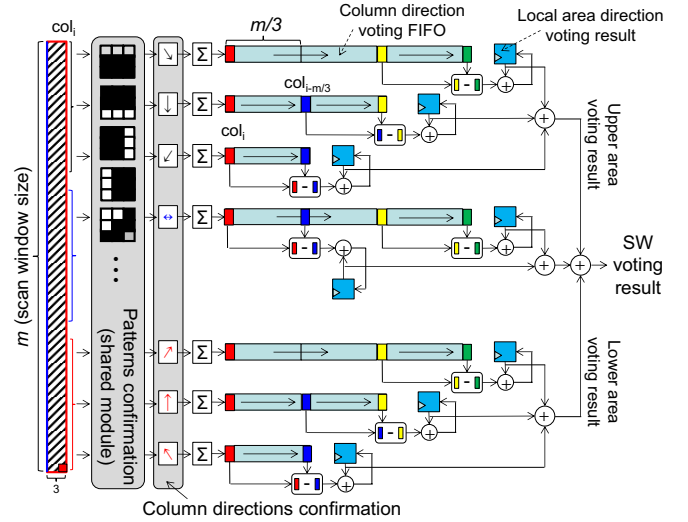 col_i
m/3
Column direction
voting FIFO
Local area direction
voting result
Σ
col_{i-m/3}
-
+
+
Σ
-
+
col_i
Σ
-
+
Upper area
voting result
m (scan window size)
↔
Σ
-
+
-
+
+
+
SW
voting
result
...
Patterns confirmation
(shared module)
Σ
-
+
Lower area
voting result
Σ
-
+
+
Σ
-
+
3
Column directions confirmation